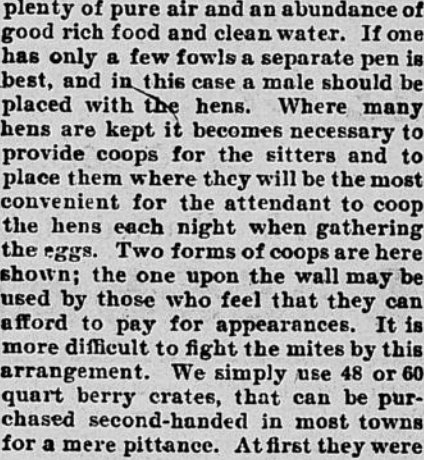 plenty of pure air and an abundance of
good rich food and clean water. If one
has only a few fowls a separate pen is
best, and in this case a male should be
placed with the hens. Where many
hens are kept it becomes necessary to
provide coops for the sitters and to
place them where they will be the most
convenient for the attendant to coop
the hens each night when gathering
the eggs. Two forms of coops are here
shown; the one upon the wall may be
used by those who feel that they can
afford to pay for appearances. It is
more difficult to fight the mites by this
arrangement. We simply use 48 or 60
quart berry crates, that can be pur-
chased second-handed in most towns
for a mere pittance. At first they were